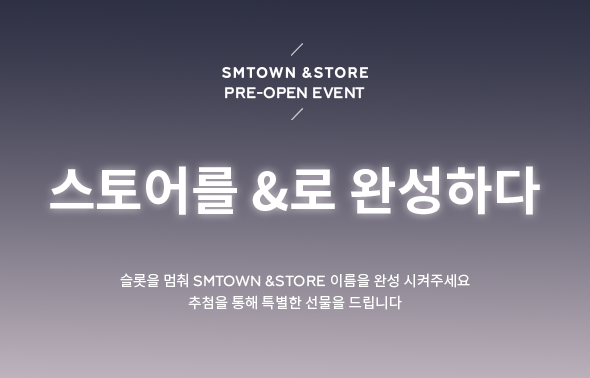 SMTOWN &STORE
PRE-OPEN EVENT
스토어를 &로 완성하다
슬롯을 멈춰 SMTOWN &STORE 이름을 완성 시켜주세요
추첨을 통해 특별한 선물을 드립니다